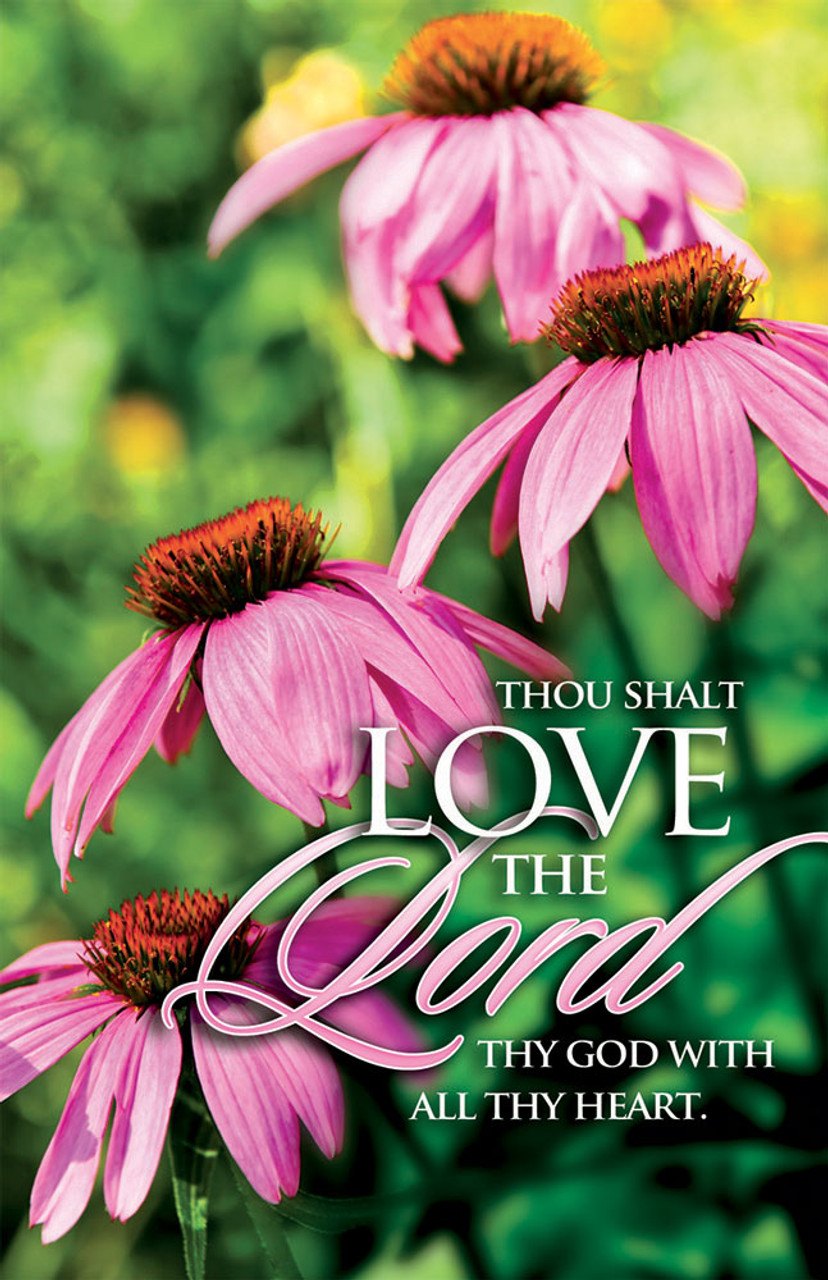 THOU SHALT
LOVE
THE
Lord
THY GOD WITH
ALL THY HEART.